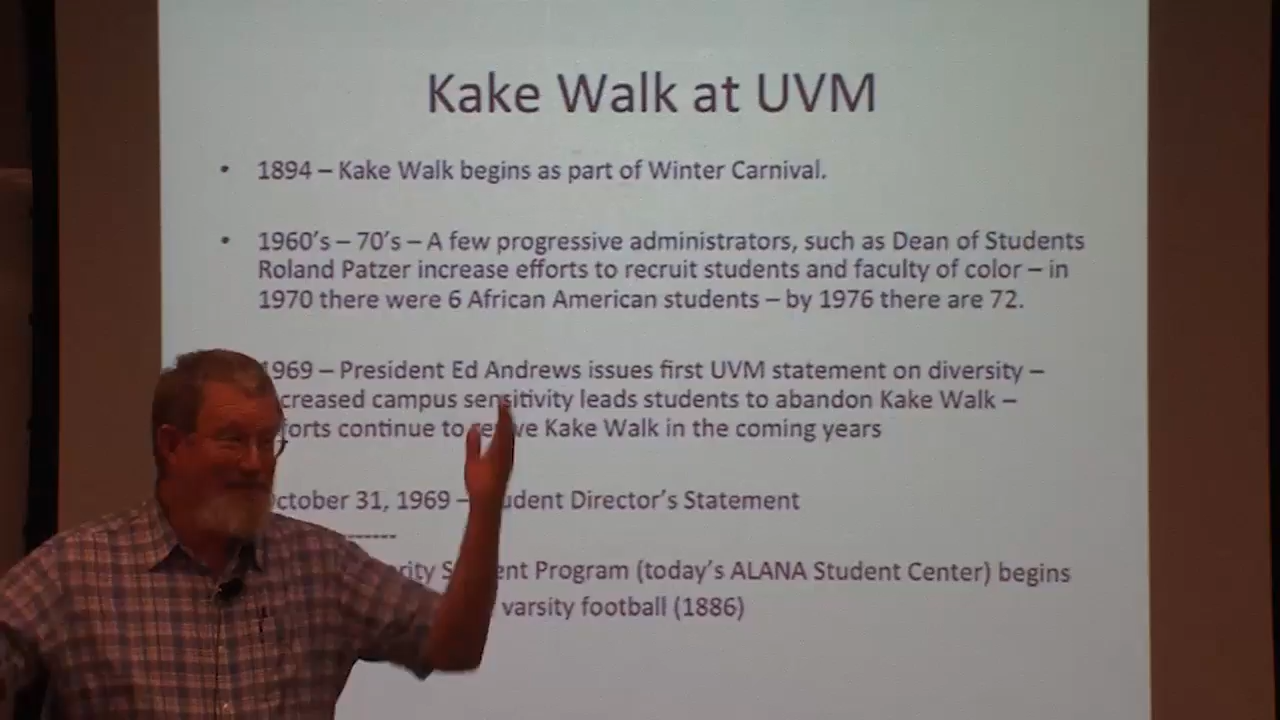 Kake Walk at UVM
• 1894 – Kake Walk begins as part of Winter Carnival.
• 1960's – 70's – A few progressive administrators, such as Dean of Students
Roland Patzer increase efforts to recruit students and faculty of color – in
1970 there were 6 African American students – by 1976 there are 72.
1969 – President Ed Andrews issues first UVM statement on diversity –
creased campus sensitivity leads students to abandon Kake Walk –
forts continue to Kake Walk in the coming years
ctober 31, 1969 – udent Director's Statement
-------
rity S ent Program (today's ALANA Student Center) begins
varsity football (1886)